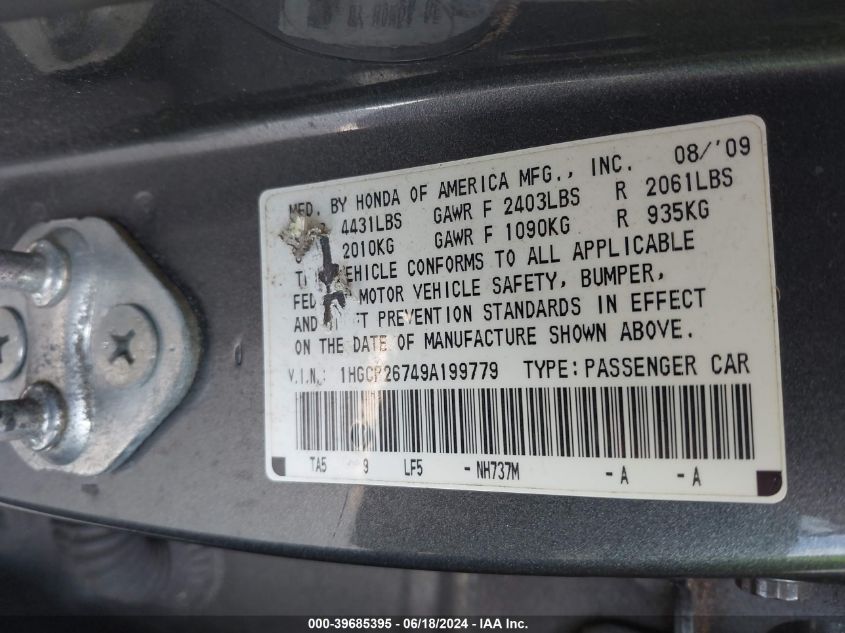 MFD. BY HONDA OF AMERICA MFG., INC. 08/'09
4431LBS GAWR F 2403LBS R 2061LBS
2010KG GAWR F 1090KG R 935KG
VEHICLE CONFORMS TO ALL APPLICABLE
MOTOR VEHICLE SAFETY, BUMPER,
AND PREVENTION STANDARDS IN EFFECT
ON THE DATE OF MANUFACTURE SHOWN ABOVE.
V.I.N.: 1HGCP26749A199779 TYPE: PASSENGER CAR
TA5 9 LF5 - NH737M - A - A
000-39685395 - 06/18/2024 - IAA Inc.